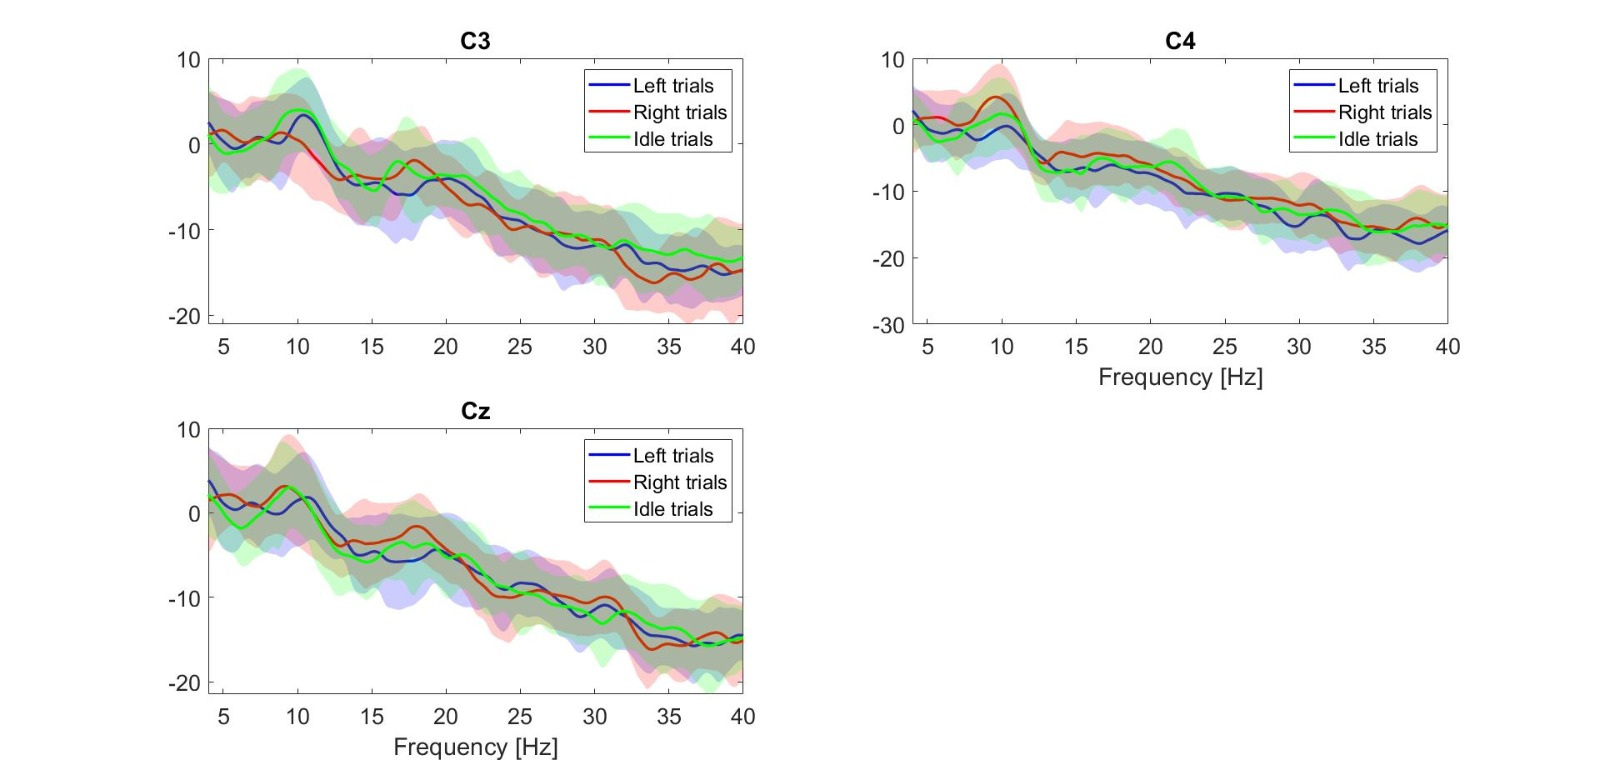 C3
10
0
-10
-20
5 10 15 20 25 30 35 40
Left trials
Right trials
Idle trials
C4
10
0
-10
-20
-30
5 10 15 20 25 30 35 40
Frequency [Hz]
Left trials
Right trials
Idle trials
Cz
10
0
-10
-20
5 10 15 20 25 30 35 40
Frequency [Hz]
Left trials
Right trials
Idle trials